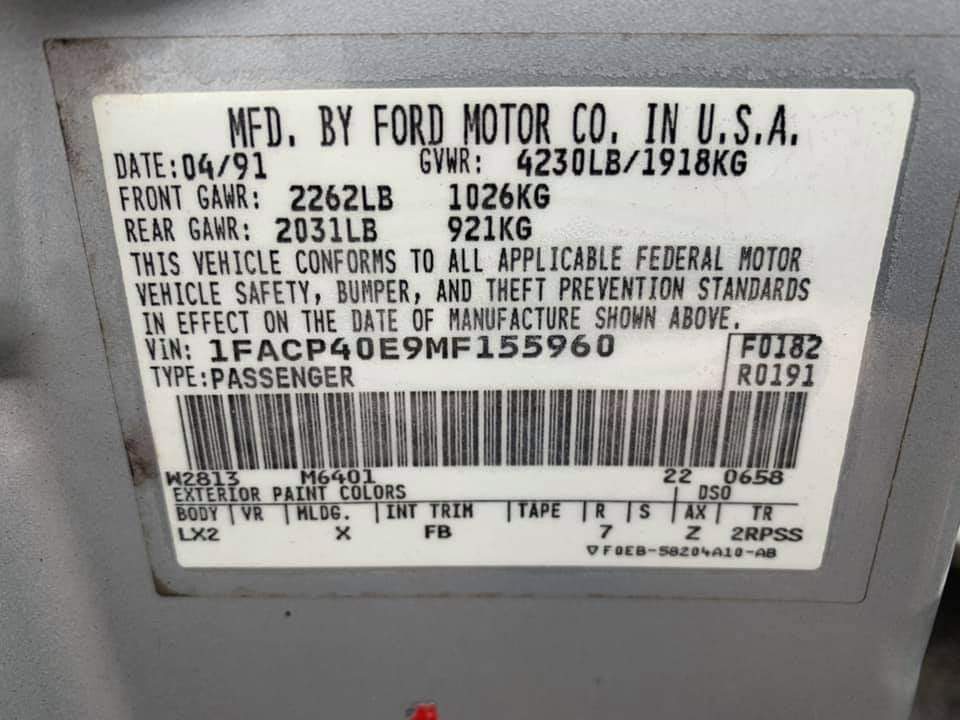 MFD. BY FORD MOTOR CO. IN U.S.A.
DATE: 04/91 GVWR: 4230LB/1918KG
FRONT GAWR: 2262LB 1026KG
REAR GAWR: 2031LB 921KG
THIS VEHICLE CONFORMS TO ALL APPLICABLE FEDERAL MOTOR
VEHICLE SAFETY, BUMPER, AND THEFT PREVENTION STANDARDS
IN EFFECT ON THE DATE OF MANUFACTURE SHOWN ABOVE.
VIN: 1FACP40E9MF155960 F0182
TYPE: PASSENGER R0191
W2813 M6401 22 0658
EXTERIOR PAINT COLORS DSO
BODY VR MLDG. INT TRIM TAPE R S AX TR
LX2 X FB 7 Z 2RPSS
▽F0EB-58204A10-AB